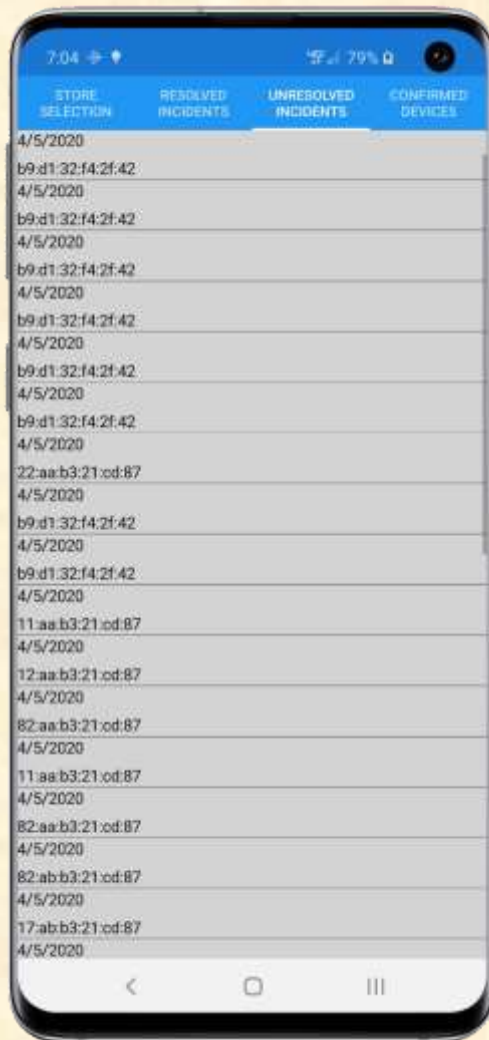 7:04
79%
STORE SELECTION
RESOLVED INCIDENTS
UNRESOLVED INCIDENTS
CONFIRMED DEVICES
4/5/2020
b9:d1:32:f4:2f:42
4/5/2020
b9:d1:32:f4:2f:42
4/5/2020
b9:d1:32:f4:2f:42
4/5/2020
b9:d1:32:f4:2f:42
4/5/2020
b9:d1:32:f4:2f:42
4/5/2020
b9:d1:32:f4:2f:42
4/5/2020
22:aa:b3:21:cd:87
4/5/2020
b9:d1:32:f4:2f:42
4/5/2020
b9:d1:32:f4:2f:42
4/5/2020
11:aa:b3:21:cd:87
4/5/2020
12:aa:b3:21:cd:87
4/5/2020
82:aa:b3:21:cd:87
4/5/2020
11:aa:b3:21:cd:87
4/5/2020
82:aa:b3:21:cd:87
4/5/2020
82:ab:b3:21:cd:87
4/5/2020
17:ab:b3:21:cd:87
4/5/2020